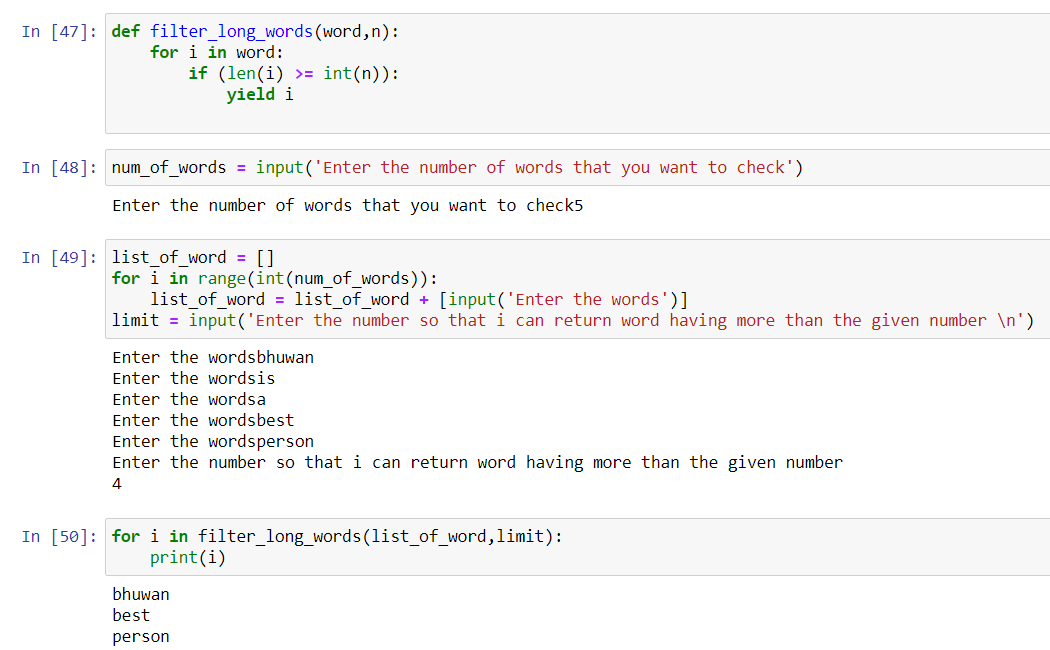 In [47]: def filter_long_words(word,n):
    for i in word:
        if (len(i) >= int(n)):
            yield i
In [48]: num_of_words = input('Enter the number of words that you want to check')
Enter the number of words that you want to check5
In [49]: list_of_word = []
for i in range(int(num_of_words)):
    list_of_word = list_of_word + [input('Enter the words')]
limit = input('Enter the number so that i can return word having more than the given number \n')
Enter the wordsbhuwan
Enter the wordsis
Enter the wordsa
Enter the wordsbest
Enter the wordsperson
Enter the number so that i can return word having more than the given number
4
In [50]: for i in filter_long_words(list_of_word,limit):
    print(i)
bhuwan
best
person